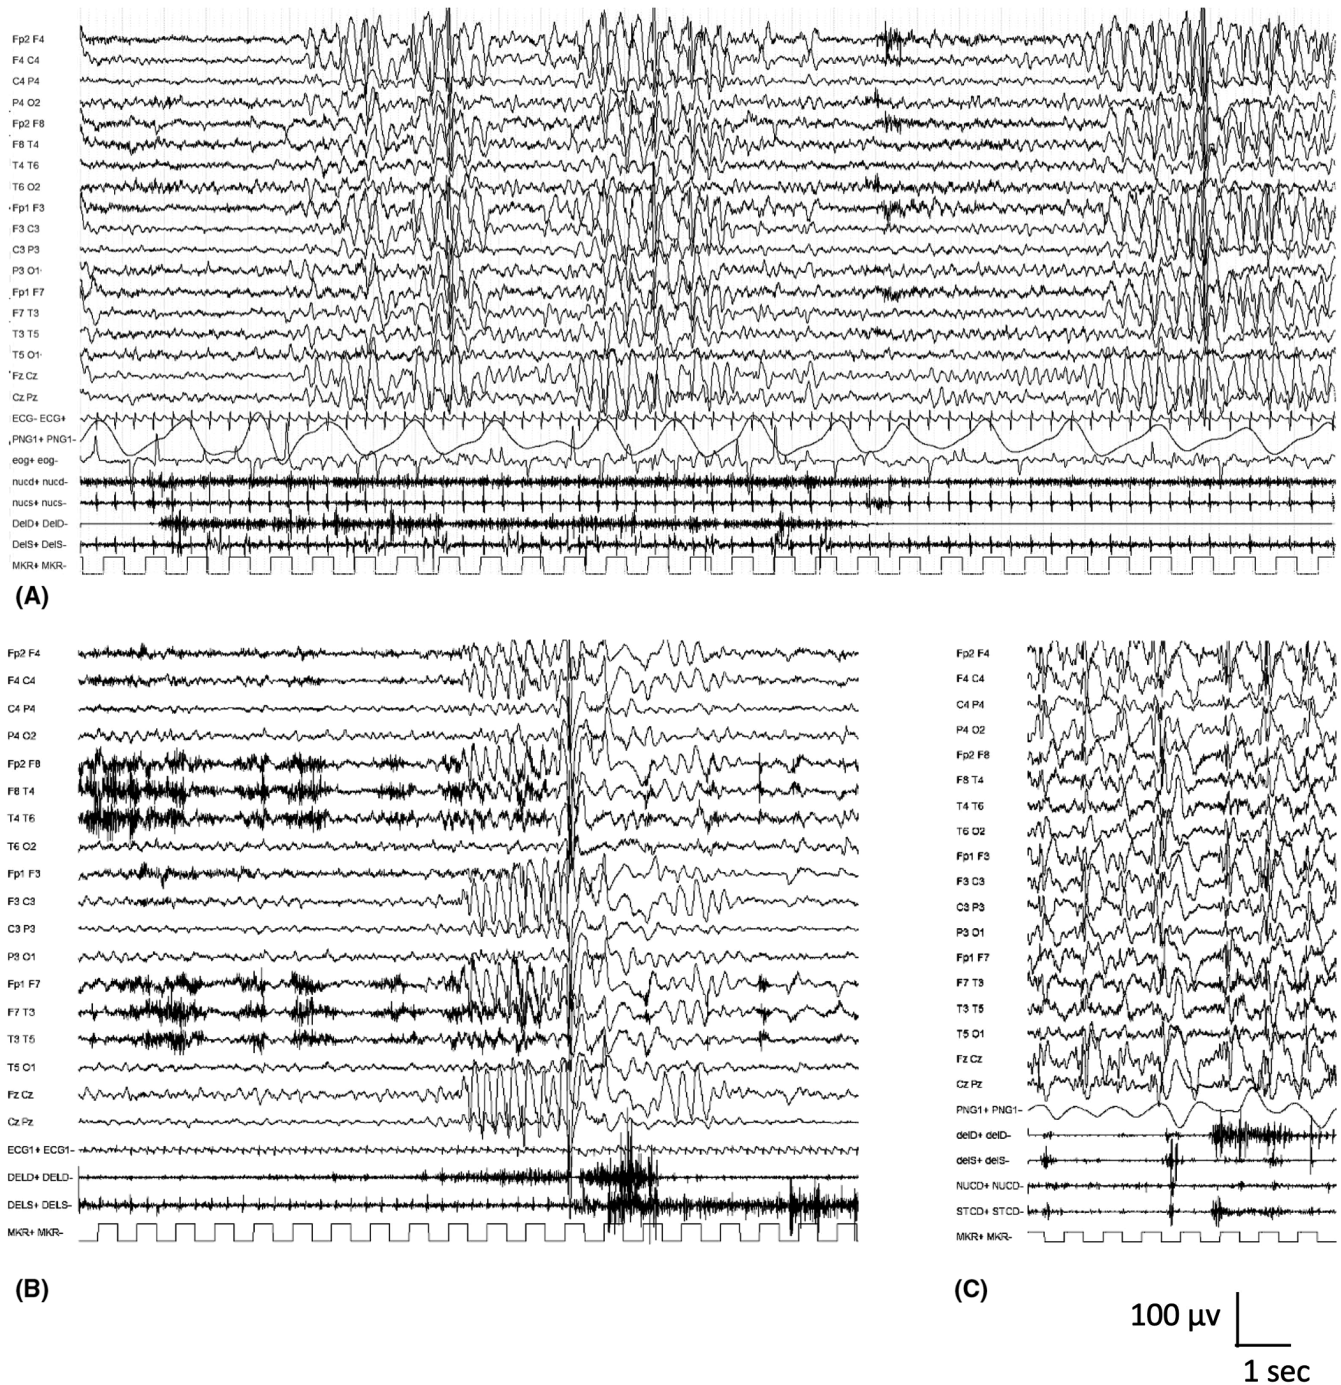 Fp2 F4
F4 C4
C4 P4
P4 O2
Fp2 F8
F8 T4
T4 T6
T6 O2
Fp1 F3
F3 C3
C3 P3
P3 O1
Fp1 F7
F7 T3
T3 T5
T5 O1
Fz Cz
Cz Pz
ECG- ECG+
PNG1+ PNG1-
eog+ eog-
nucd+ nucd-
nucs+ nucs-
DelD+ DelD-
DelS+ DelS-
MKR+ MKR-
(A)
Fp2 F4
F4 C4
C4 P4
P4 O2
Fp2 F8
F8 T4
T4 T6
T6 O2
Fp1 F3
F3 C3
C3 P3
P3 O1
Fp1 F7
F7 T3
T3 T5
T5 O1
Fz Cz
Cz Pz
ECG1+ ECG1-
DELD+ DELD-
DELS+ DELS-
MKR+ MKR-
(B)
Fp2 F4
F4 C4
C4 P4
P4 O2
Fp2 F8
F8 T4
T4 T6
T6 O2
Fp1 F3
F3 C3
C3 P3
P3 O1
Fp1 F7
F7 T3
T3 T5
T5 O1
Fz Cz
Cz Pz
PNG1+ PNG1-
delD+ delD-
delS+ delS-
NUCD+ NUCD-
STCD+ STCD-
MKR+ MKR-
(C)
100 μv
1 sec